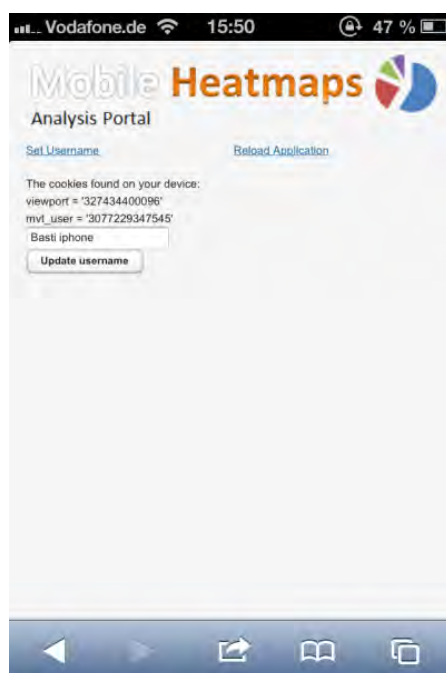 Vodafone.de 15:50 47 %
Mobile Heatmaps
Analysis Portal
Set Username Reload Application
The cookies found on your device:
viewport = '327434400096'
mvt_user = '3077229347545'
Basti iphone
Update username